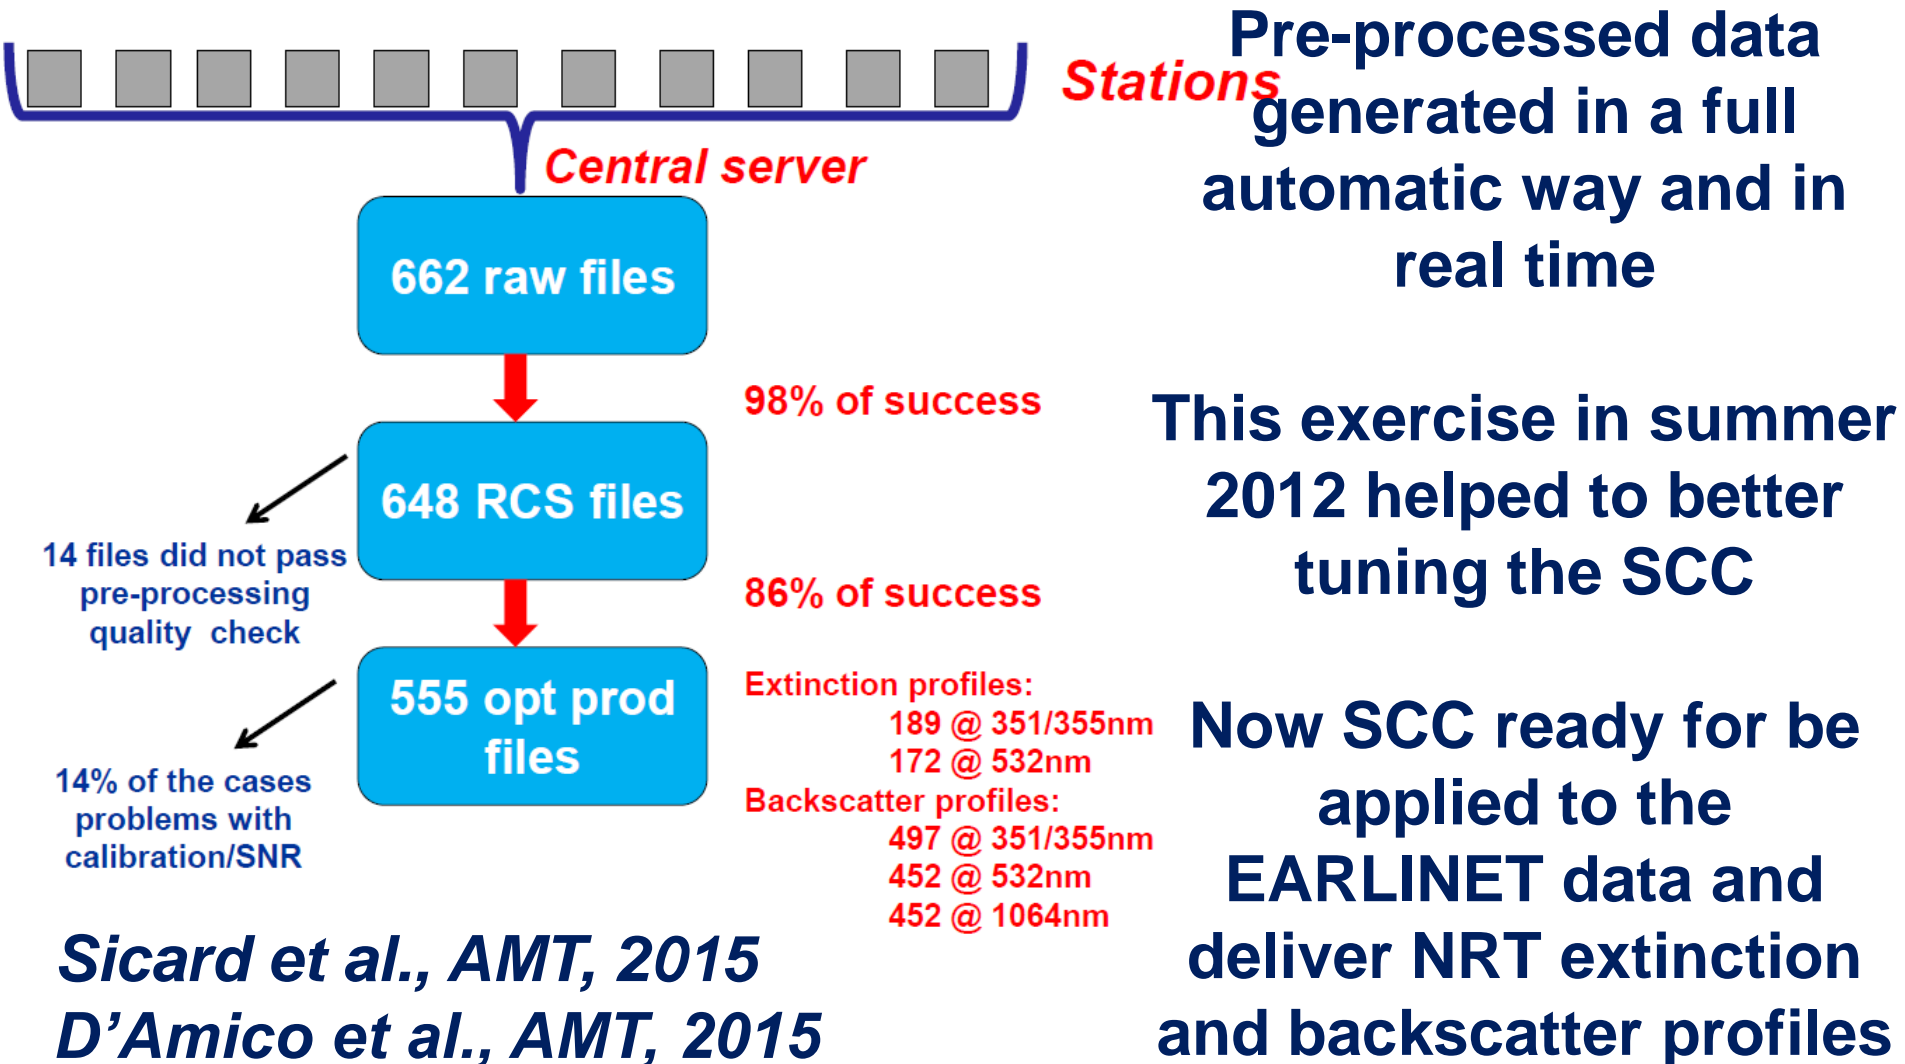 Stations
Central server
662 raw files
98% of success
648 RCS files
14 files did not pass
pre-processing
quality check
86% of success
555 opt prod
files
14% of the cases
problems with
calibration/SNR
Extinction profiles:
189 @ 351/355nm
172 @ 532nm
Backscatter profiles:
497 @ 351/355nm
452 @ 532nm
452 @ 1064nm
Sicard et al., AMT, 2015
D’Amico et al., AMT, 2015
Pre-processed data
generated in a full
automatic way and in
real time
This exercise in summer
2012 helped to better
tuning the SCC
Now SCC ready for be
applied to the
EARLINET data and
deliver NRT extinction
and backscatter profiles